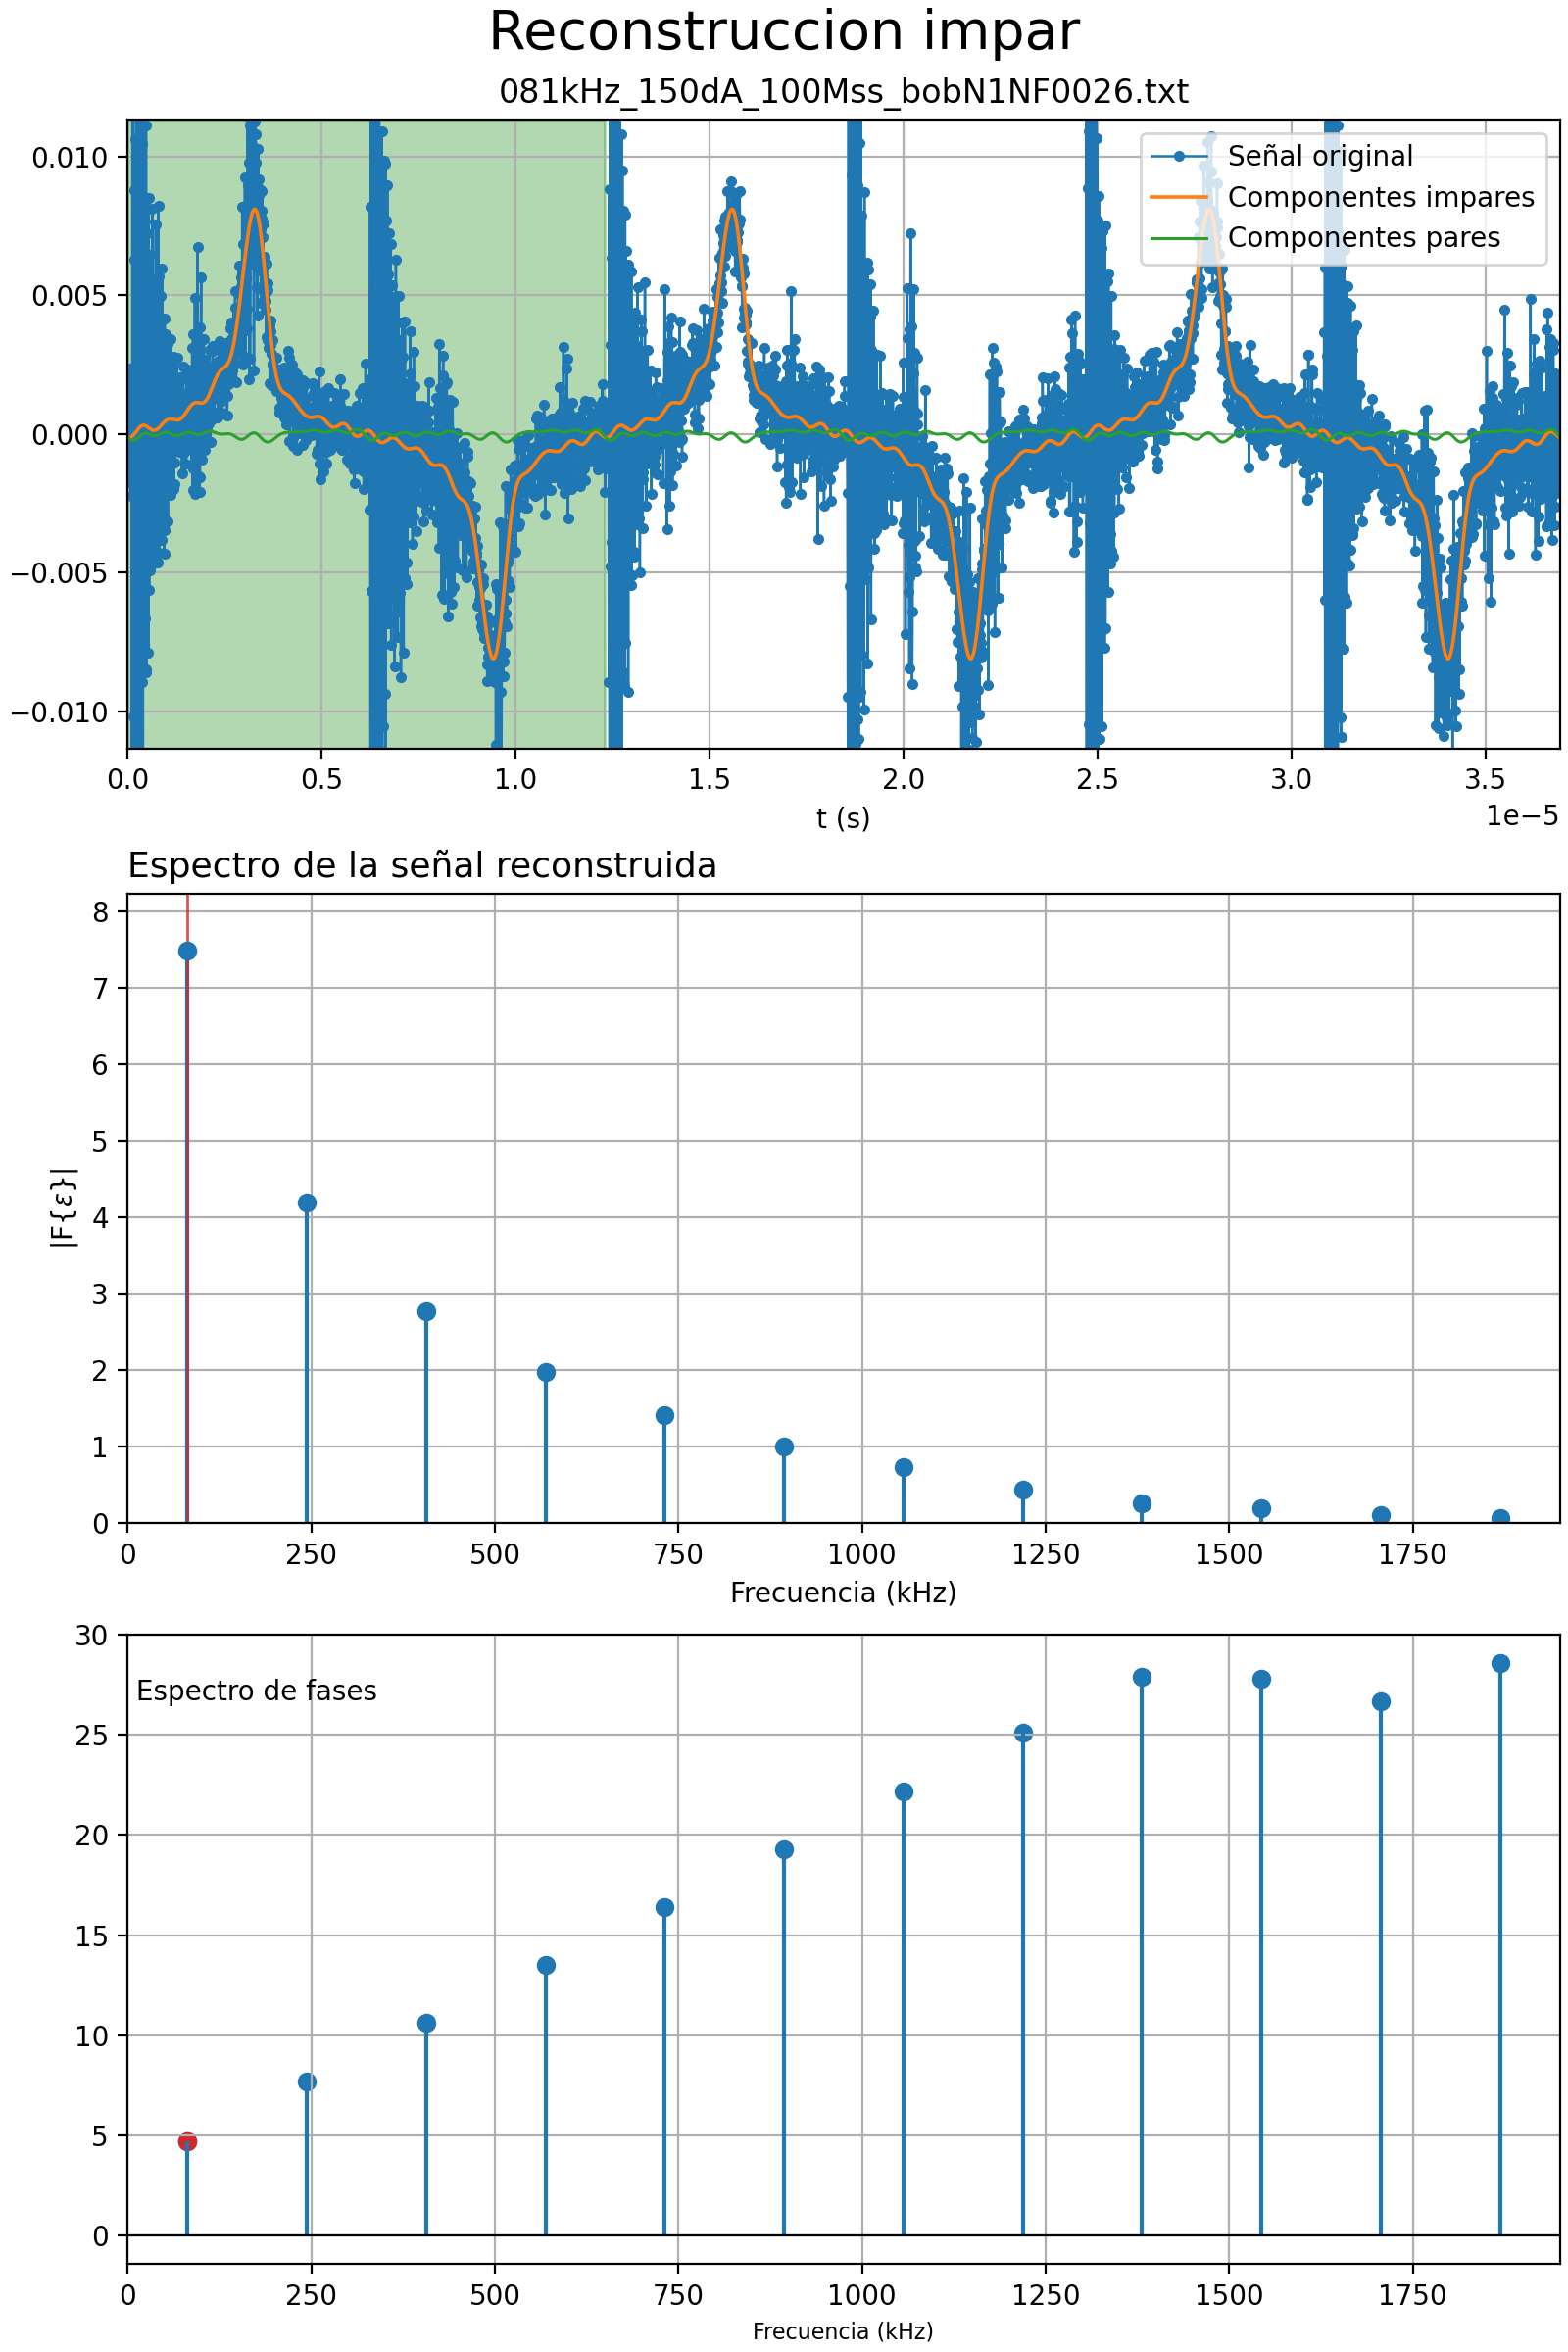 Reconstruccion impar
081kHz_150dA_100Mss_bobN1NF0026.txt
0.010
0.005
0.000
−0.005
−0.010
Señal original
Componentes impares
Componentes pares
0.0 0.5 1.0 1.5 2.0 2.5 3.0 3.5
1e−5
t (s)
Espectro de la señal reconstruida
8
7
6
5
4
3
2
1
0
|F{ε}|
0 250 500 750 1000 1250 1500 1750
Frecuencia (kHz)
30
25
20
15
10
5
0
Espectro de fases
0 250 500 750 1000 1250 1500 1750
Frecuencia (kHz)